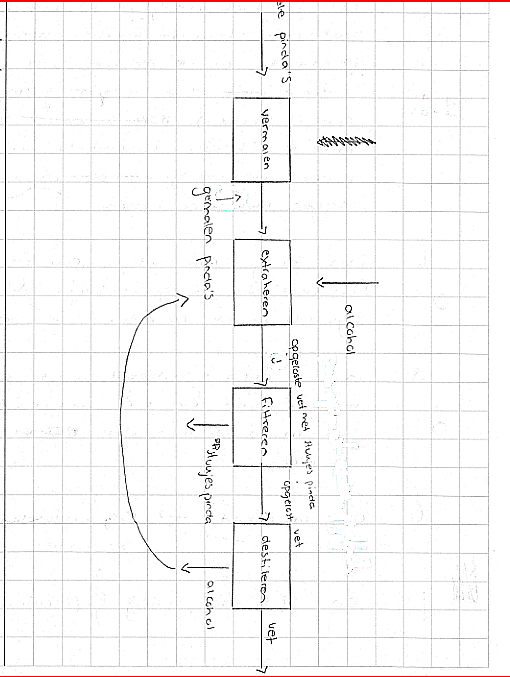 pinda's
vermalen
gemalen pinda's
extraheren
alcohol
opgeloste vet met stukjes pinda
filtreren
stukjes pinda
opgelost vet
destilleren
alcohol
vet